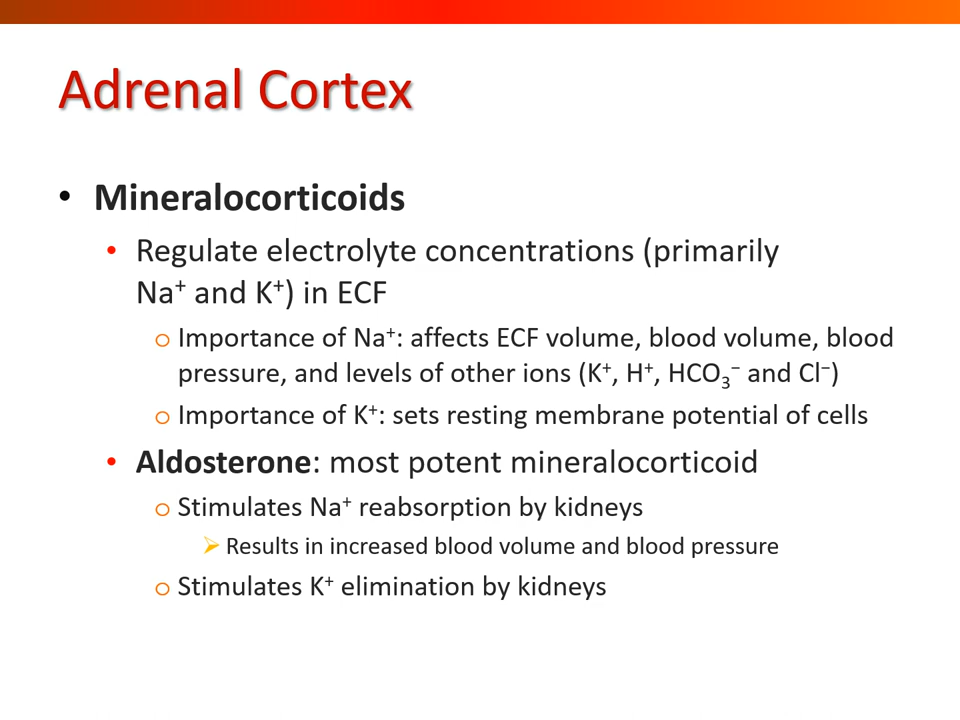 Adrenal Cortex
• Mineralocorticoids
• Regulate electrolyte concentrations (primarily
Na⁺ and K⁺) in ECF
o Importance of Na⁺: affects ECF volume, blood volume, blood
pressure, and levels of other ions (K⁺, H⁺, HCO₃⁻ and Cl⁻)
o Importance of K⁺: sets resting membrane potential of cells
• Aldosterone: most potent mineralocorticoid
o Stimulates Na⁺ reabsorption by kidneys
➢ Results in increased blood volume and blood pressure
o Stimulates K⁺ elimination by kidneys